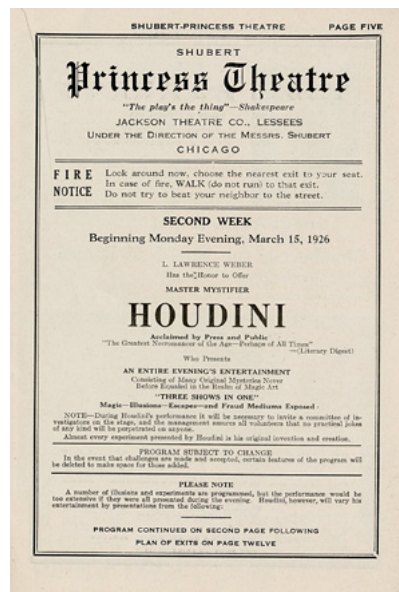 SHUBERT-PRINCESS THEATRE PAGE FIVE
SHUBERT
Princess Theatre
"The play's the thing"—Shakespeare
JACKSON THEATRE CO., LESSEES
UNDER THE DIRECTION OF THE MESSRS. SHUBERT
CHICAGO
FIRE NOTICE
Look around now, choose the nearest exit to your seat.
In case of fire, WALK (do not run) to that exit.
Do not try to beat your neighbor to the street.
SECOND WEEK
Beginning Monday Evening, March 15, 1926
L. LAWRENCE WEBER
Has the Honor to Offer
MASTER MYSTIFIER
HOUDINI
Acclaimed by Press and Public
"The Greatest Necromancer of the Age—Perhaps of All Times"
—(Literary Digest)
Who Presents
AN ENTIRE EVENING'S ENTERTAINMENT
Consisting of Many Original Mysteries Never
Before Equaled in the Realm of Magic Art
"THREE SHOWS IN ONE"
Magic—Illusions—Escapes—and Fraud Mediums Exposed
NOTE—During Houdini's performance it will be necessary to invite a committee of in-
vestigators on the stage, and the management assures all volunteers that no practical jokes
of any kind will be perpetrated on anyone.
Almost every experiment presented by Houdini is his original invention and creation.
PROGRAM SUBJECT TO CHANGE
In the event that challenges are made and accepted, certain features of the program will
be deleted to make space for those added.
PLEASE NOTE
A number of illusions and experiments are programmed, but the performance would be
too extensive if they were all presented during the evening. Houdini, however, will vary his
entertainment by presentations from the following:
PROGRAM CONTINUED ON SECOND PAGE FOLLOWING
PLAN OF EXITS ON PAGE TWELVE